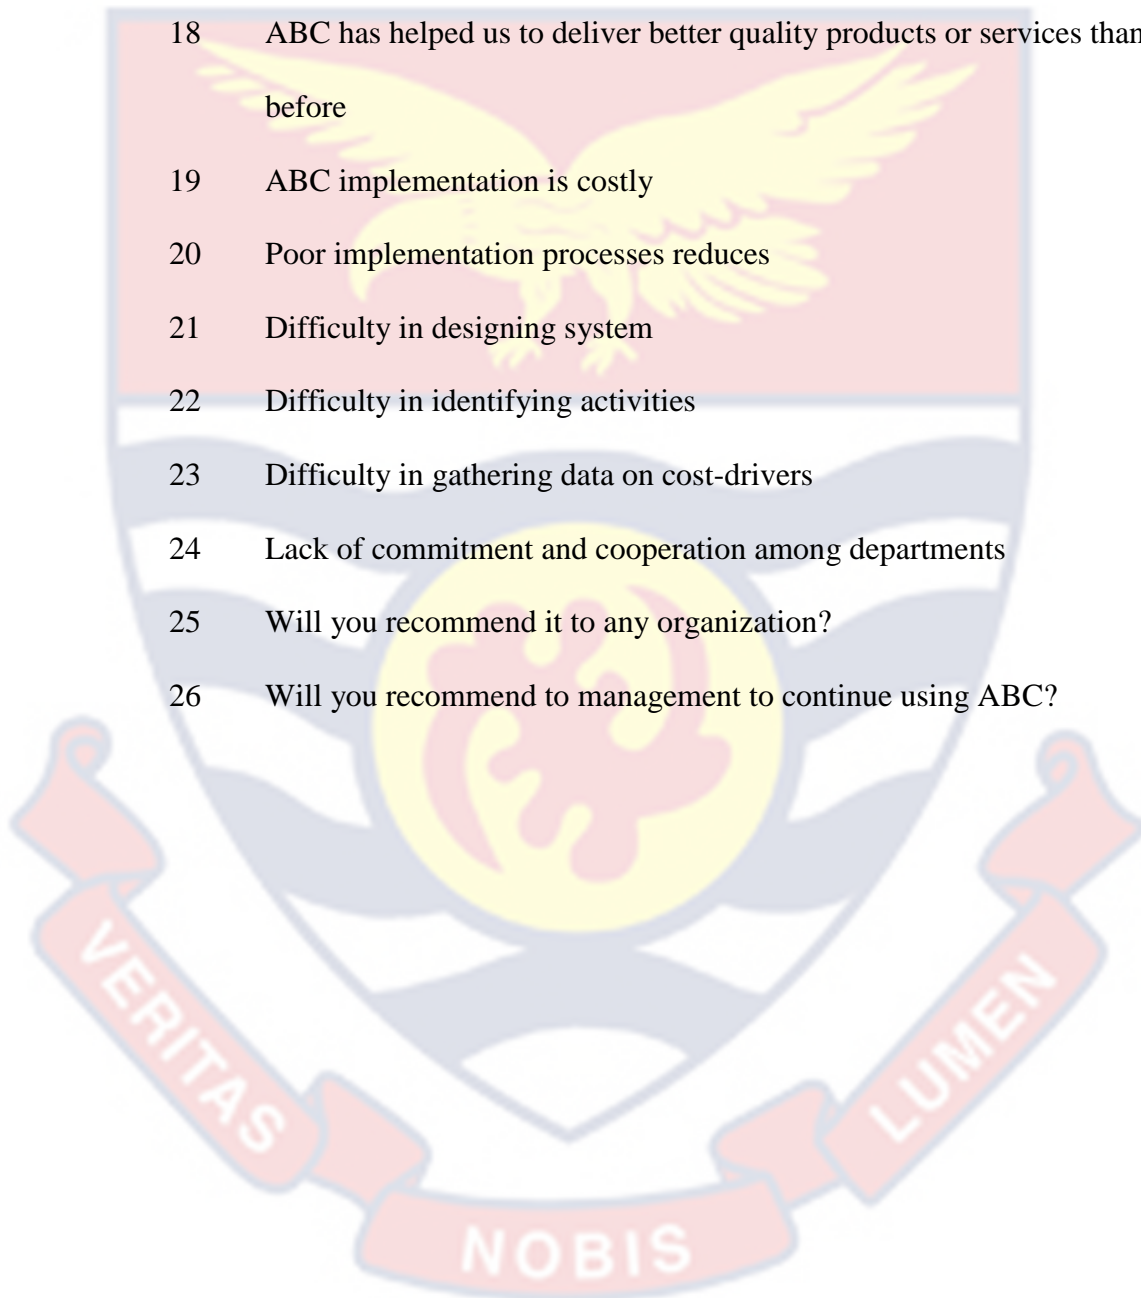 18 ABC has helped us to deliver better quality products or services than
before
19 ABC implementation is costly
20 Poor implementation processes reduces
21 Difficulty in designing system
22 Difficulty in identifying activities
23 Difficulty in gathering data on cost-drivers
24 Lack of commitment and cooperation among departments
25 Will you recommend it to any organization?
26 Will you recommend to management to continue using ABC?
VERITAS
NOBIS
LUMEN